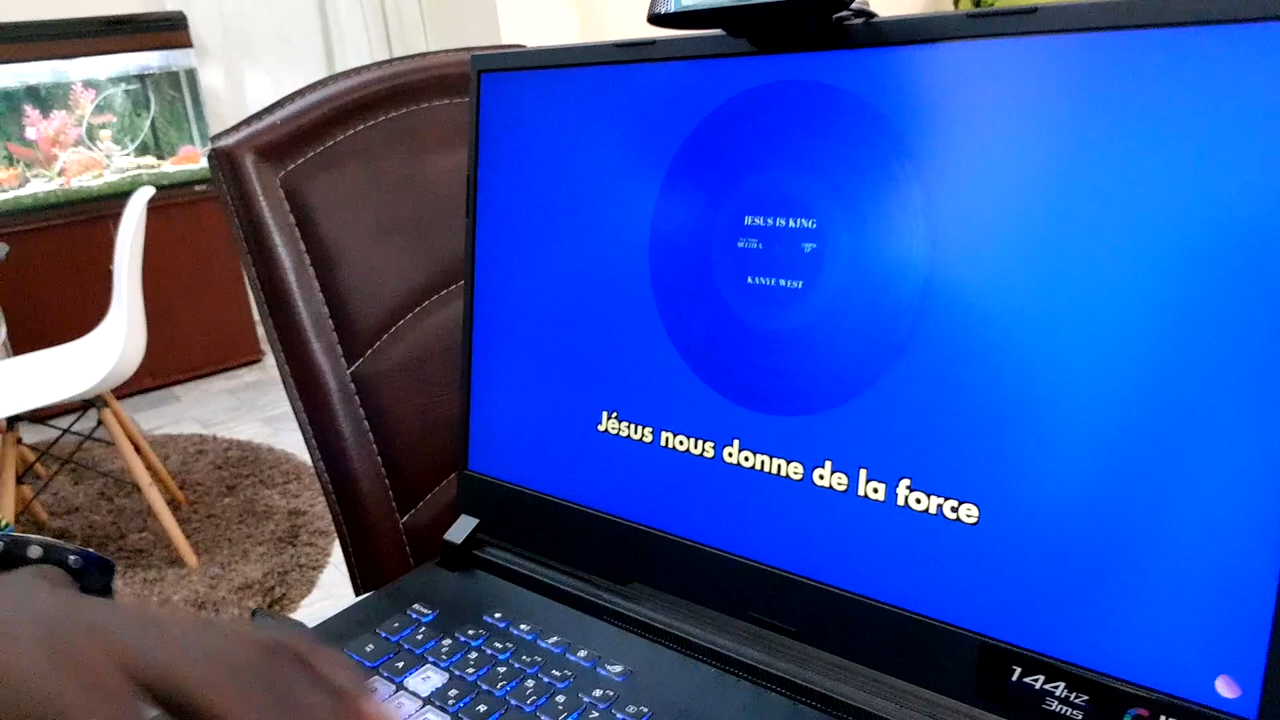 JESUS IS KING
KANYE WEST
Jésus nous donne de la force
144HZ
3ms